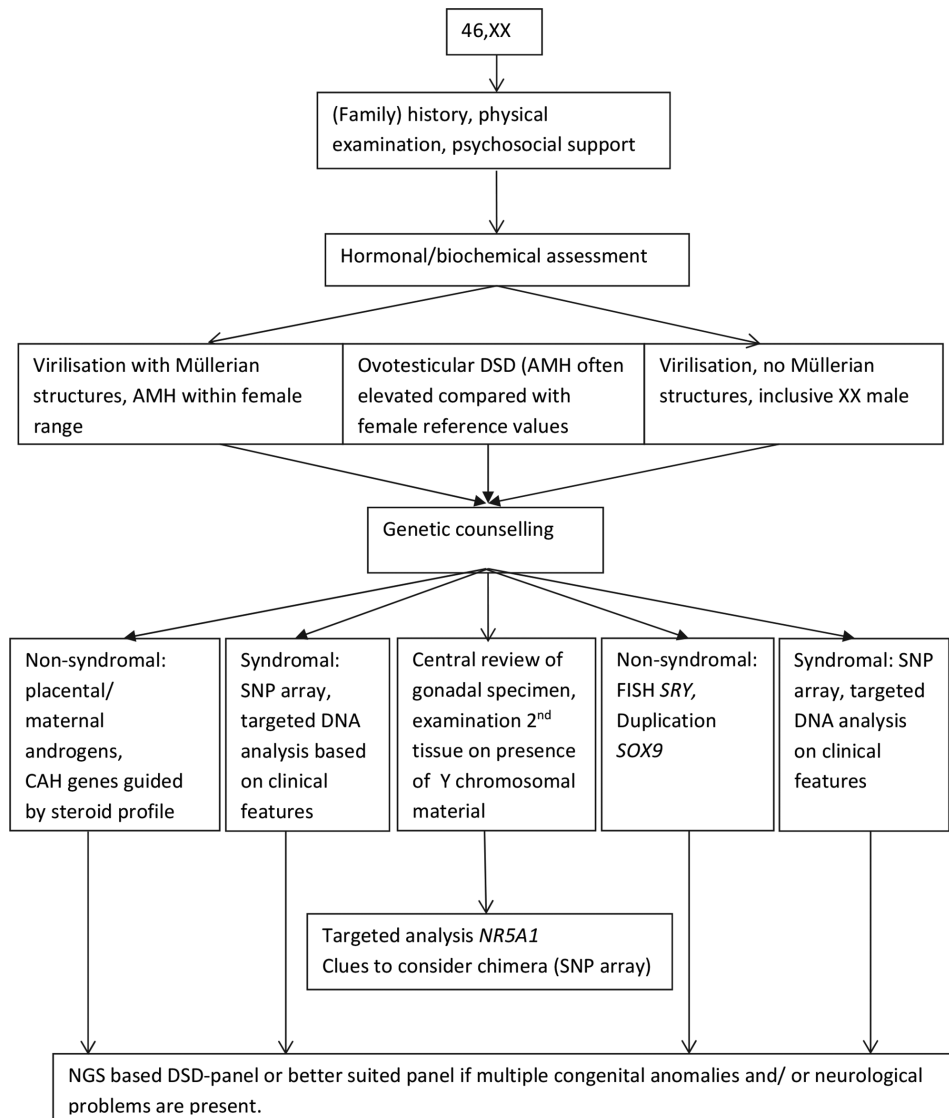 46,XX
(Family) history, physical
examination, psychosocial support
Hormonal/biochemical assessment
Virilisation with Müllerian
structures, AMH within female
range
Ovotesticular DSD (AMH often
elevated compared with
female reference values
Virilisation, no Müllerian
structures, inclusive XX male
Genetic counselling
Non-syndromal:
placental/
maternal
androgens,
CAH genes guided
by steroid profile
Syndromal:
SNP array,
targeted DNA
analysis based
on clinical
features
Central review of
gonadal specimen,
examination 2nd
tissue on presence
of Y chromosomal
material
Non-syndromal:
FISH SRY,
Duplication
SOX9
Syndromal: SNP
array, targeted
DNA analysis
on clinical
features
Targeted analysis NR5A1
Clues to consider chimera (SNP array)
NGS based DSD-panel or better suited panel if multiple congenital anomalies and/ or neurological
problems are present.